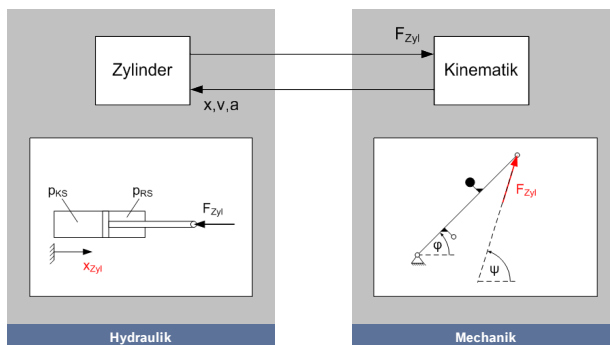 Zylinder
F_Zyl
x,v,a
Kinematik
p_KS
p_RS
F_Zyl
x_Zyl
Hydraulik
F_Zyl
φ
ψ
Mechanik